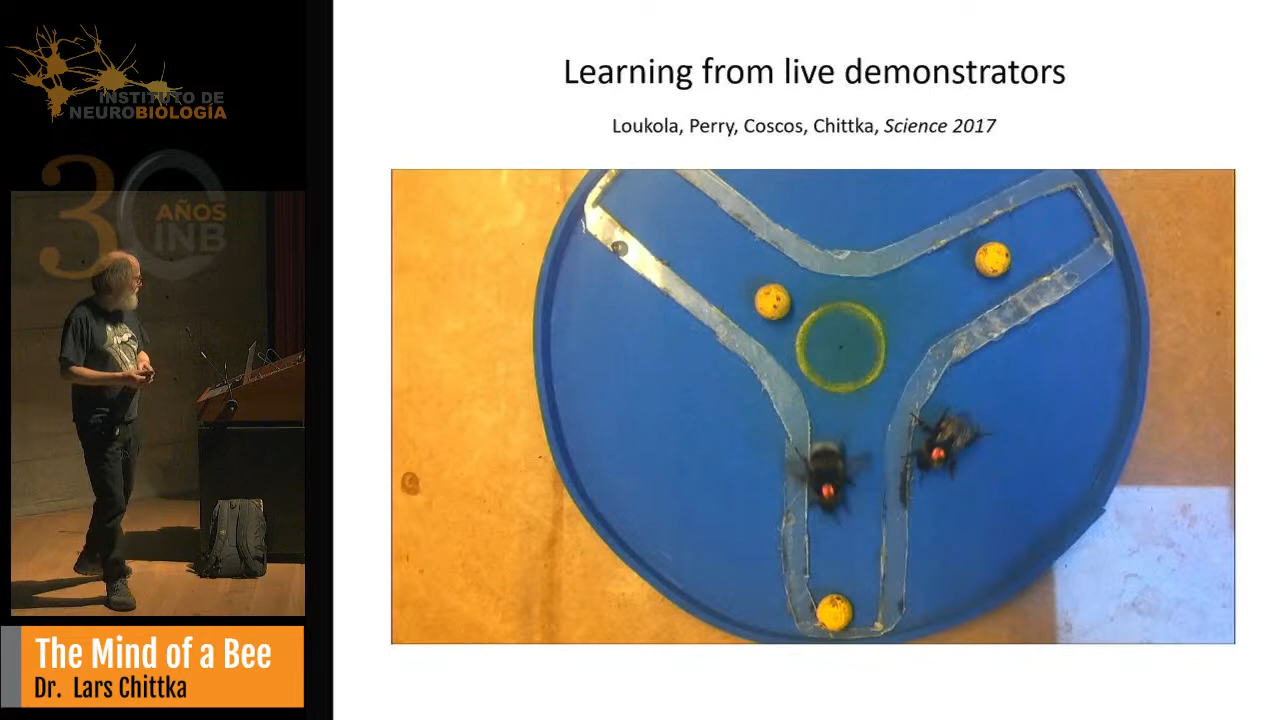 INSTITUTO DE
NEUROBIOLOGÍA
30
AÑOS
INB
The Mind of a Bee
Dr. Lars Chittka
Learning from live demonstrators
Loukola, Perry, Coscos, Chittka, Science 2017